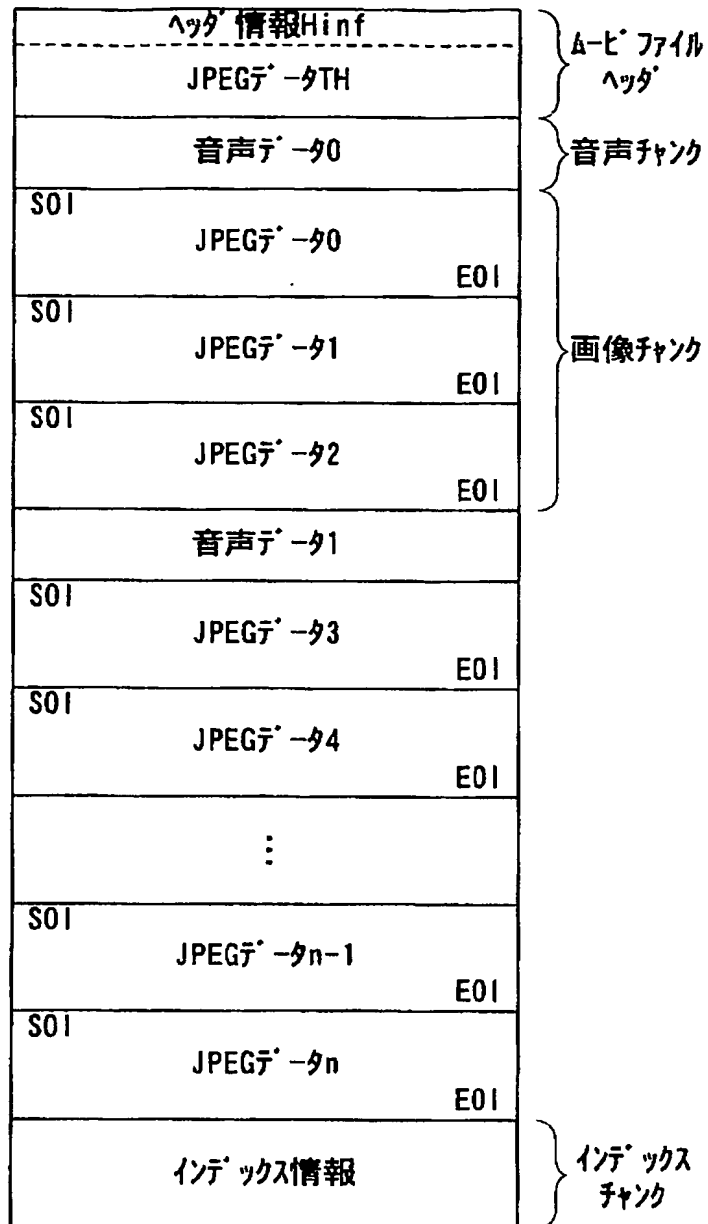 ヘッダ情報Hinf
JPEGデータTH
ムービファイル
ヘッダ
音声データ0
音声チャンク
SOI
JPEGデータ0
EOI
SOI
JPEGデータ1
EOI
画像チャンク
SOI
JPEGデータ2
EOI
音声データ1
SOI
JPEGデータ3
EOI
SOI
JPEGデータ4
EOI
⋮
SOI
JPEGデータn-1
EOI
SOI
JPEGデータn
EOI
インデックス情報
インデックス
チャンク